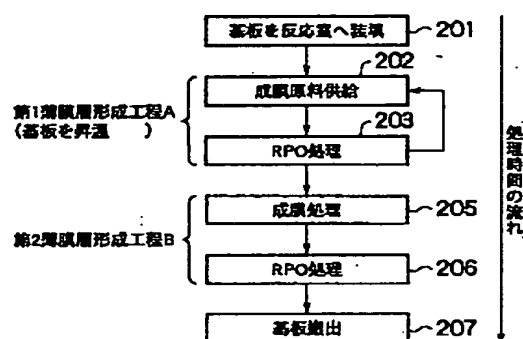 基板を反応室へ装填
201
202
成膜原料供給
第1薄膜層形成工程A
(基板を昇温 )
203
RPO処理
成膜処理
205
第2薄膜層形成工程B
RPO処理
206
基板搬出
207
処理時間の流れ